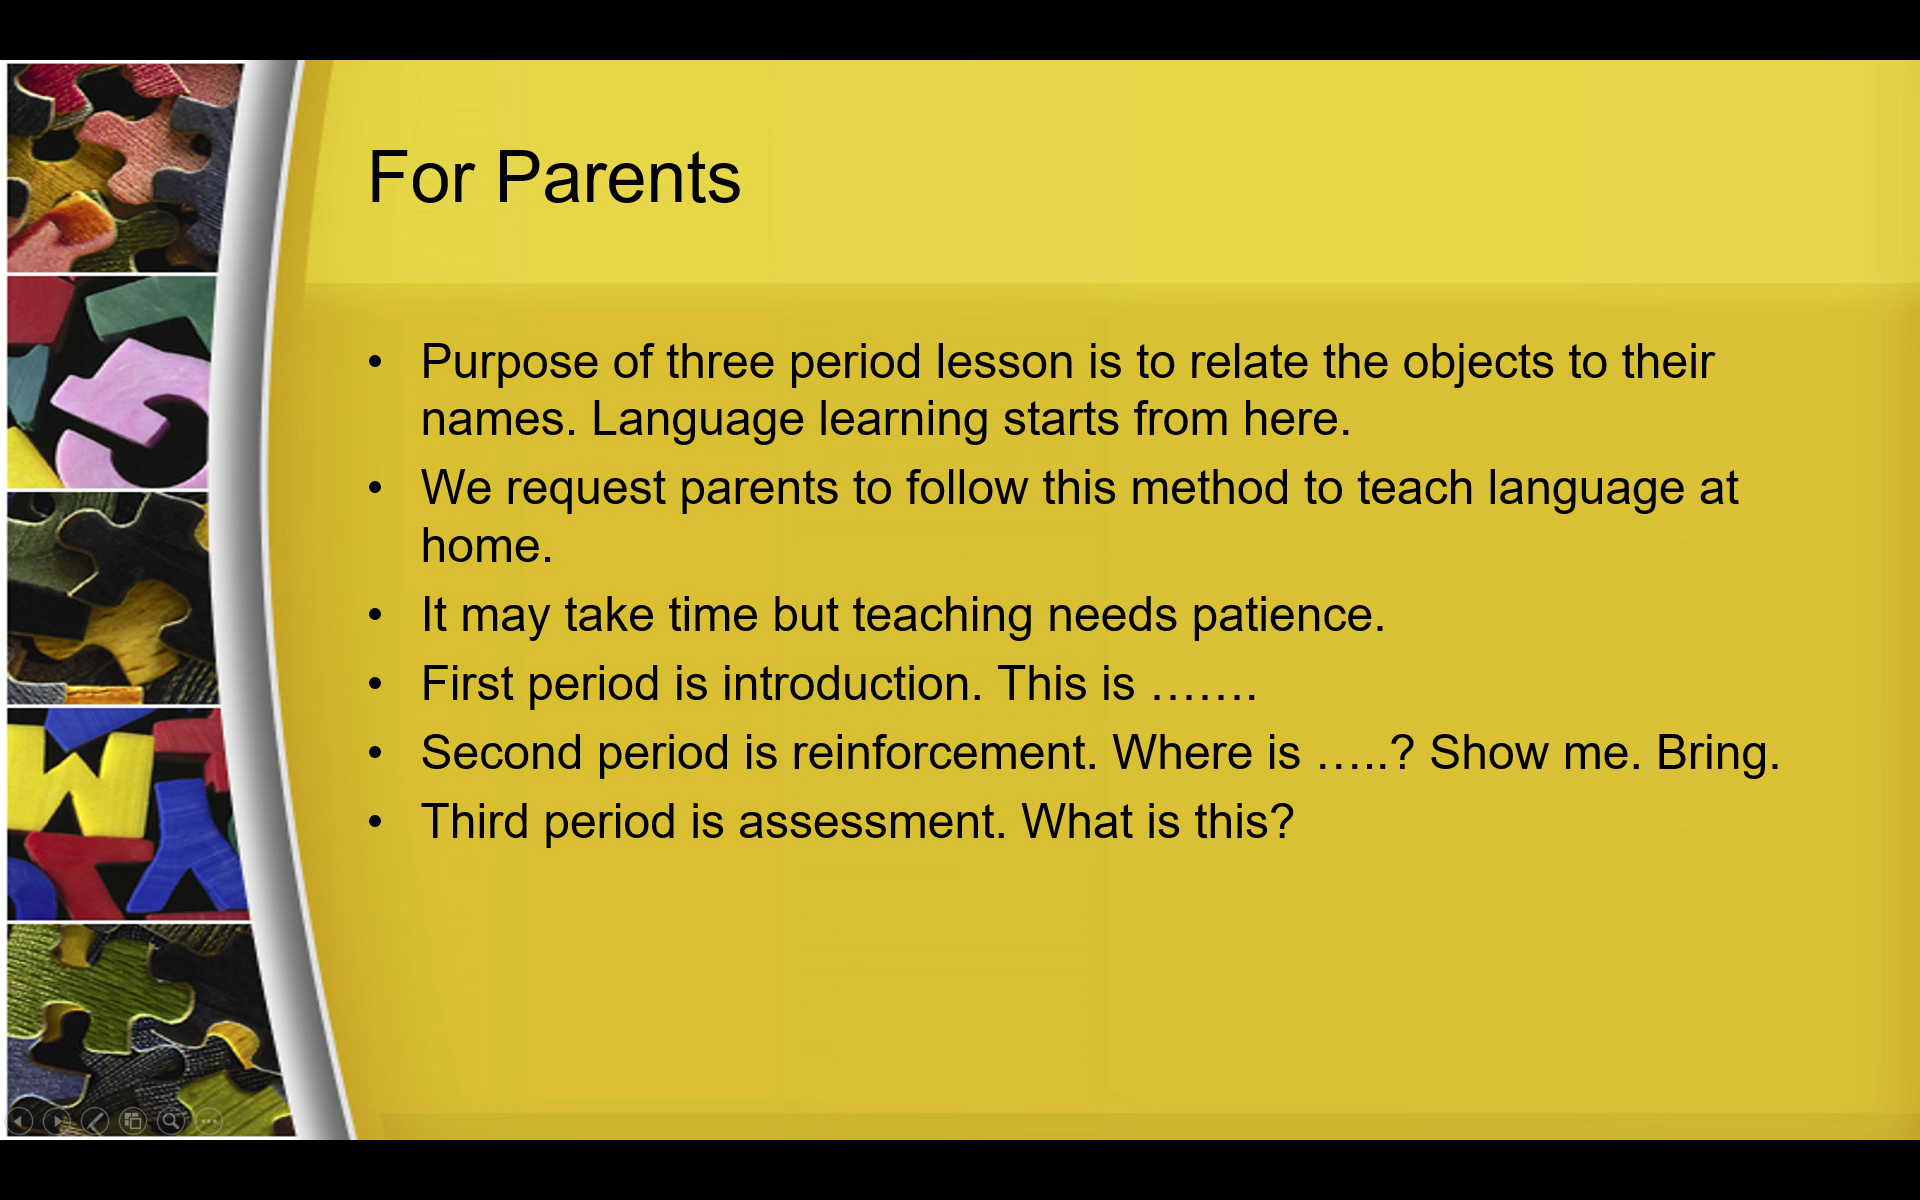 For Parents
• Purpose of three period lesson is to relate the objects to their
names. Language learning starts from here.
• We request parents to follow this method to teach language at
home.
• It may take time but teaching needs patience.
• First period is introduction. This is …….
• Second period is reinforcement. Where is …..? Show me. Bring.
• Third period is assessment. What is this?